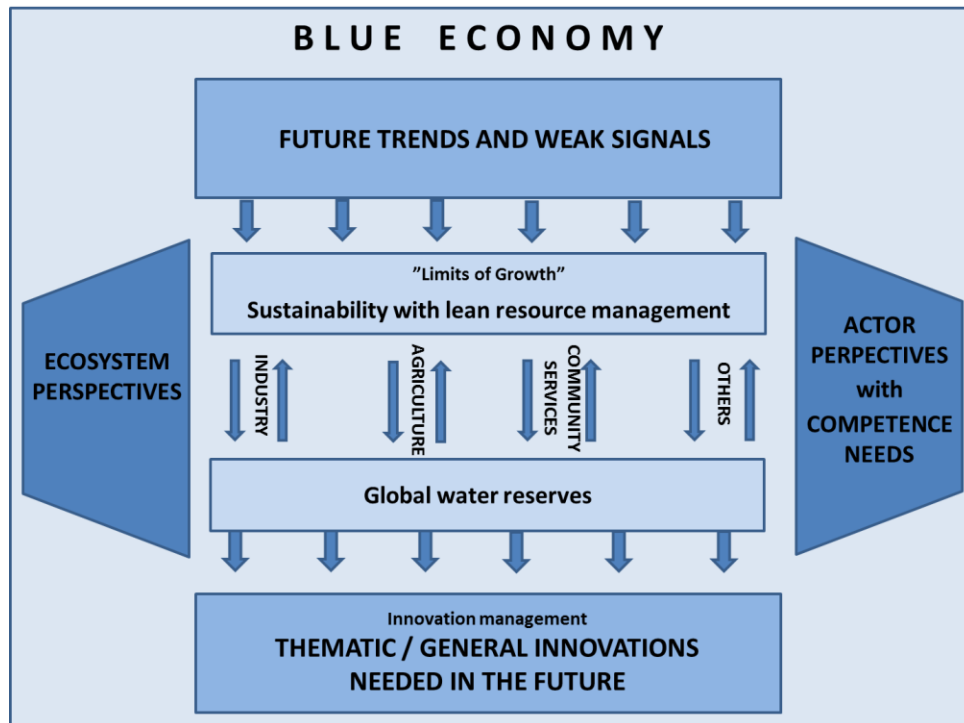 BLUE ECONOMY
FUTURE TRENDS AND WEAK SIGNALS
”Limits of Growth”
Sustainability with lean resource management
ECOSYSTEM
PERSPECTIVES
INDUSTRY
AGRICULTURE
COMMUNITY
SERVICES
OTHERS
ACTOR
PERPECTIVES
with
COMPETENCE
NEEDS
Global water reserves
Innovation management
THEMATIC / GENERAL INNOVATIONS
NEEDED IN THE FUTURE